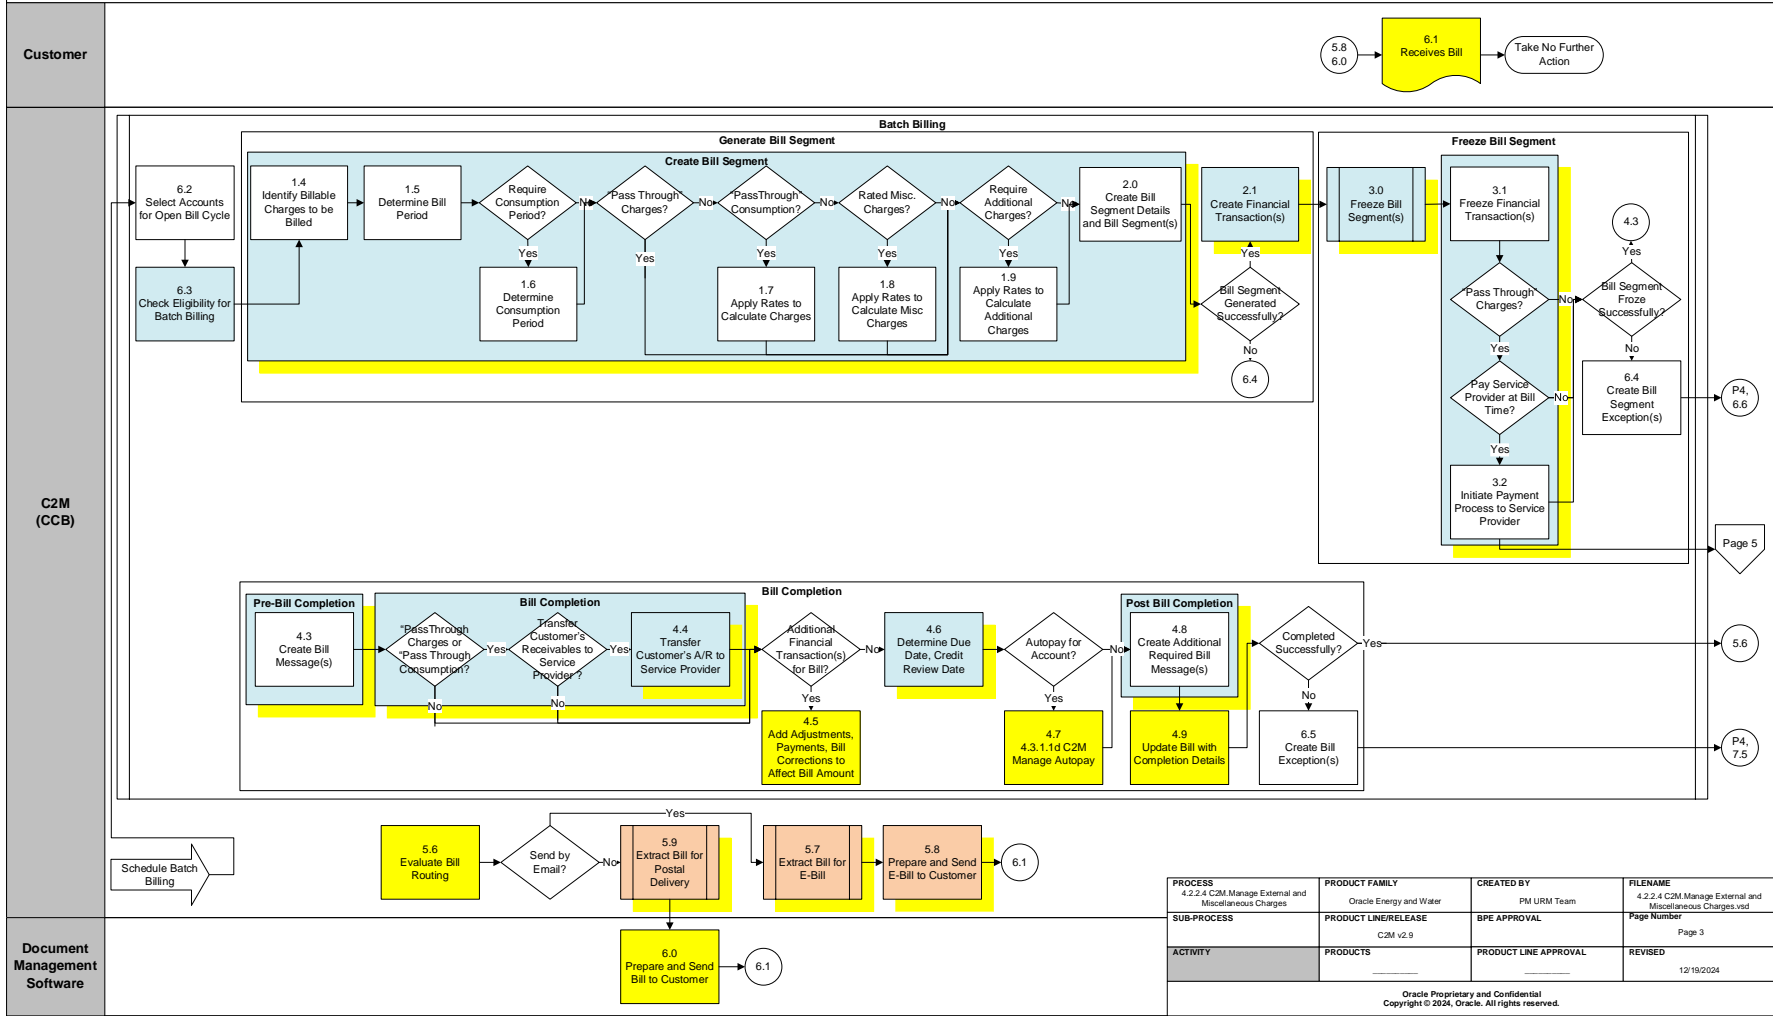 Customer
5.8
6.0
6.1
Receives Bill
Take No Further
Action
C2M
(CCB)
Batch Billing
Generate Bill Segment
Create Bill Segment
6.2
Select Accounts
for Open Bill Cycle
6.3
Check Eligibility for
Batch Billing
1.4
Identify Billable
Charges to be
Billed
1.5
Determine Bill
Period
Require
Consumption
Period?
No
Yes
1.6
Determine
Consumption
Period
"Pass Through"
Charges?
No
Yes
"PassThrough"
Consumption?
No
Yes
1.7
Apply Rates to
Calculate Charges
Rated Misc.
Charges?
No
Yes
1.8
Apply Rates to
Calculate Misc
Charges
Require
Additional
Charges?
No
Yes
1.9
Apply Rates to
Calculate
Additional
Charges
2.0
Create Bill
Segment Details
and Bill Segment(s)
2.1
Create Financial
Transaction(s)
Yes
Bill Segment
Generated
Successfully?
No
6.4
Freeze Bill Segment
3.0
Freeze Bill
Segment(s)
3.1
Freeze Financial
Transaction(s)
"Pass Through"
Charges?
No
Yes
Pay Service
Provider at Bill
Time?
No
Yes
3.2
Initiate Payment
Process to Service
Provider
4.3
Yes
Bill Segment
Froze
Successfully?
No
6.4
Create Bill
Segment
Exception(s)
P4,
6.6
Page 5
Bill Completion
Pre-Bill Completion
4.3
Create Bill
Message(s)
Bill Completion
"PassThrough
Charges or
"Pass Through
Consumption?
Yes
No
Transfer
Customer's
Receivables to
Service
Provider ?
Yes
No
4.4
Transfer
Customer's A/R to
Service Provider
Additional
Financial
Transaction(s)
for Bill?
No
Yes
4.5
Add Adjustments,
Payments, Bill
Corrections to
Affect Bill Amount
4.6
Determine Due
Date, Credit
Review Date
Autopay for
Account?
No
Yes
4.7
4.3.1.1d C2M
Manage Autopay
Post Bill Completion
4.8
Create Additional
Required Bill
Message(s)
4.9
Update Bill with
Completion Details
Completed
Successfully?
Yes
No
6.5
Create Bill
Exception(s)
5.6
P4,
7.5
Schedule Batch
Billing
5.6
Evaluate Bill
Routing
Send by
Email?
Yes
No
5.9
Extract Bill for
Postal
Delivery
5.7
Extract Bill for
E-Bill
5.8
Prepare and Send
E-Bill to Customer
6.1
Document
Management
Software
6.0
Prepare and Send
Bill to Customer
6.1
PROCESS
4.2.2.4 C2M.Manage External and
Miscellaneous Charges
PRODUCT FAMILY
Oracle Energy and Water
CREATED BY
PM URM Team
FILENAME
4.2.2.4 C2M.Manage External and
Miscellaneous Charges.vsd
SUB-PROCESS
PRODUCT LINE/RELEASE
C2M v2.9
BPE APPROVAL
Page Number
Page 3
ACTIVITY
PRODUCTS
PRODUCT LINE APPROVAL
REVISED
12/19/2024
Oracle Proprietary and Confidential
Copyright © 2024, Oracle. All rights reserved.